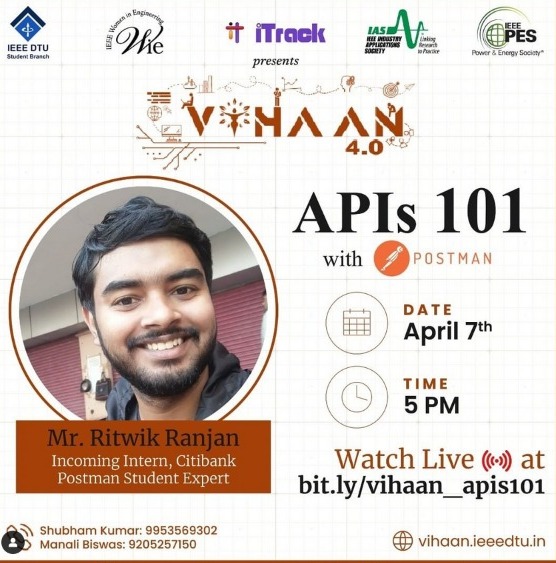 IEEE DTU
Student Branch
IEEE Women in Engineering
Wie
iTrack
IAS
IEEE INDUSTRY
APPLICATIONS
SOCIETY
Linking
Research
to Practice
IEEE
PES
Power & Energy Society®
presents
VIHAAN
4.0
APIs 101
with POSTMAN
DATE
April 7th
TIME
5 PM
Mr. Ritwik Ranjan
Incoming Intern, Citibank
Postman Student Expert
Watch Live at
bit.ly/vihaan_apis101
Shubham Kumar: 9953569302
Manali Biswas: 9205257150
vihaan.ieeedtu.in